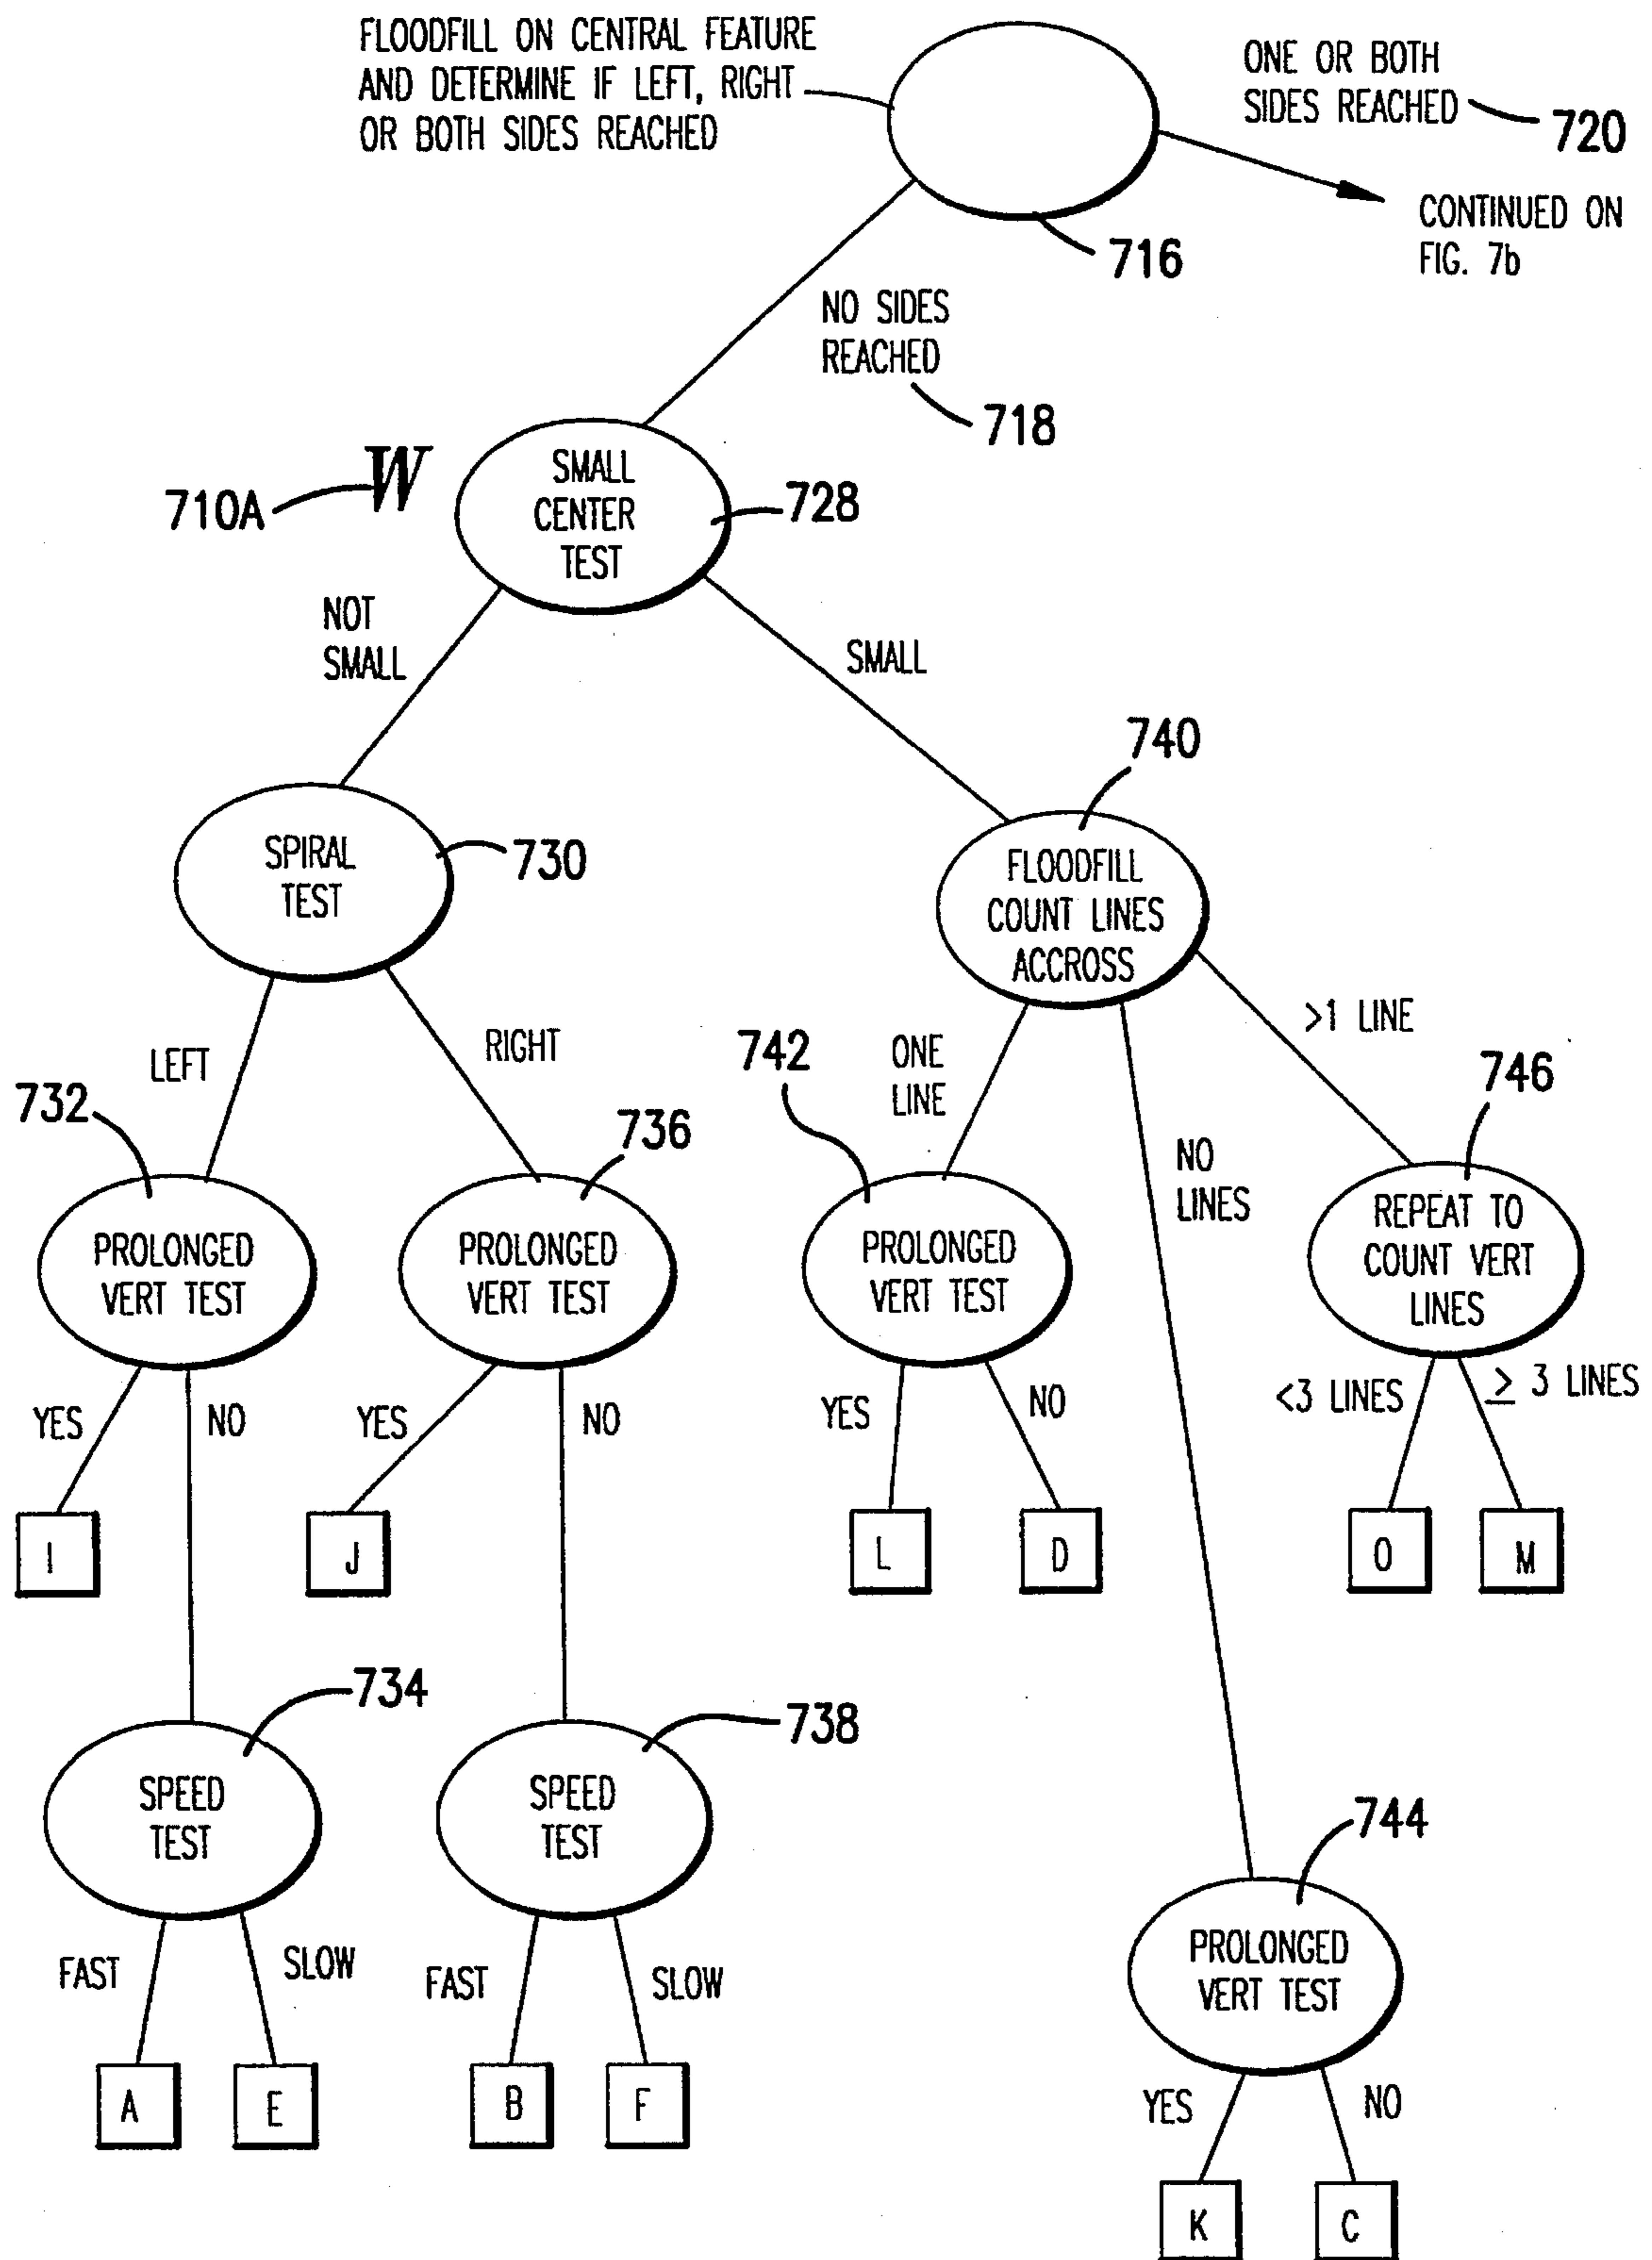 FLOODFILL ON CENTRAL FEATURE
AND DETERMINE IF LEFT, RIGHT
OR BOTH SIDES REACHED
ONE OR BOTH
SIDES REACHED
720
CONTINUED ON
FIG. 7b
716
NO SIDES
REACHED
718
710A
W
SMALL
CENTER
TEST
728
NOT
SMALL
SMALL
740
SPIRAL
TEST
730
FLOODFILL
COUNT LINES
ACCROSS
LEFT
RIGHT
ONE
LINE
NO
LINES
>1 LINE
732
736
742
746
PROLONGED
VERT TEST
PROLONGED
VERT TEST
PROLONGED
VERT TEST
REPEAT TO
COUNT VERT
LINES
YES
NO
YES
NO
YES
NO
<3 LINES
≥ 3 LINES
I
J
L
D
O
M
734
738
SPEED
TEST
SPEED
TEST
744
PROLONGED
VERT TEST
FAST
SLOW
FAST
SLOW
A
E
B
F
YES
NO
K
C